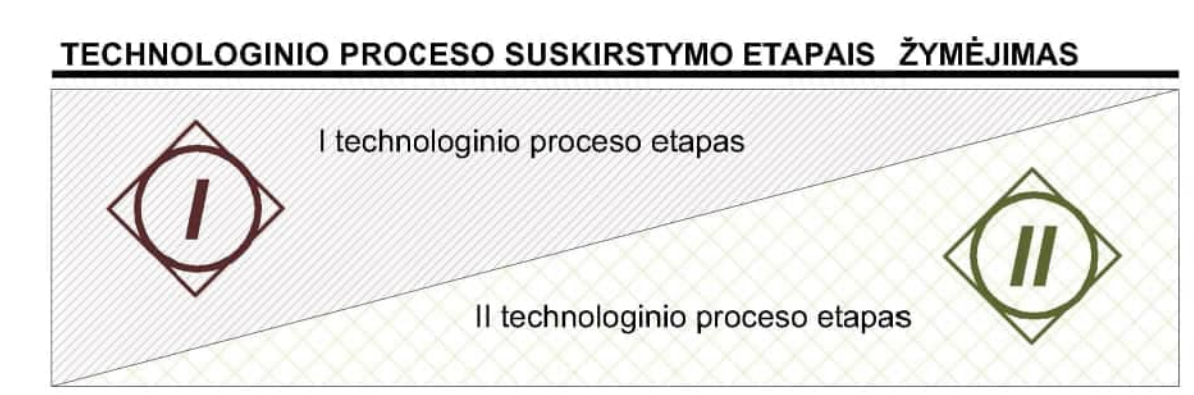 TECHNOLOGINIO PROCESO SUSKIRSTYMO ETAPAIS ŽYMĖJIMAS
I technologinio proceso etapas
I
II
II technologinio proceso etapas